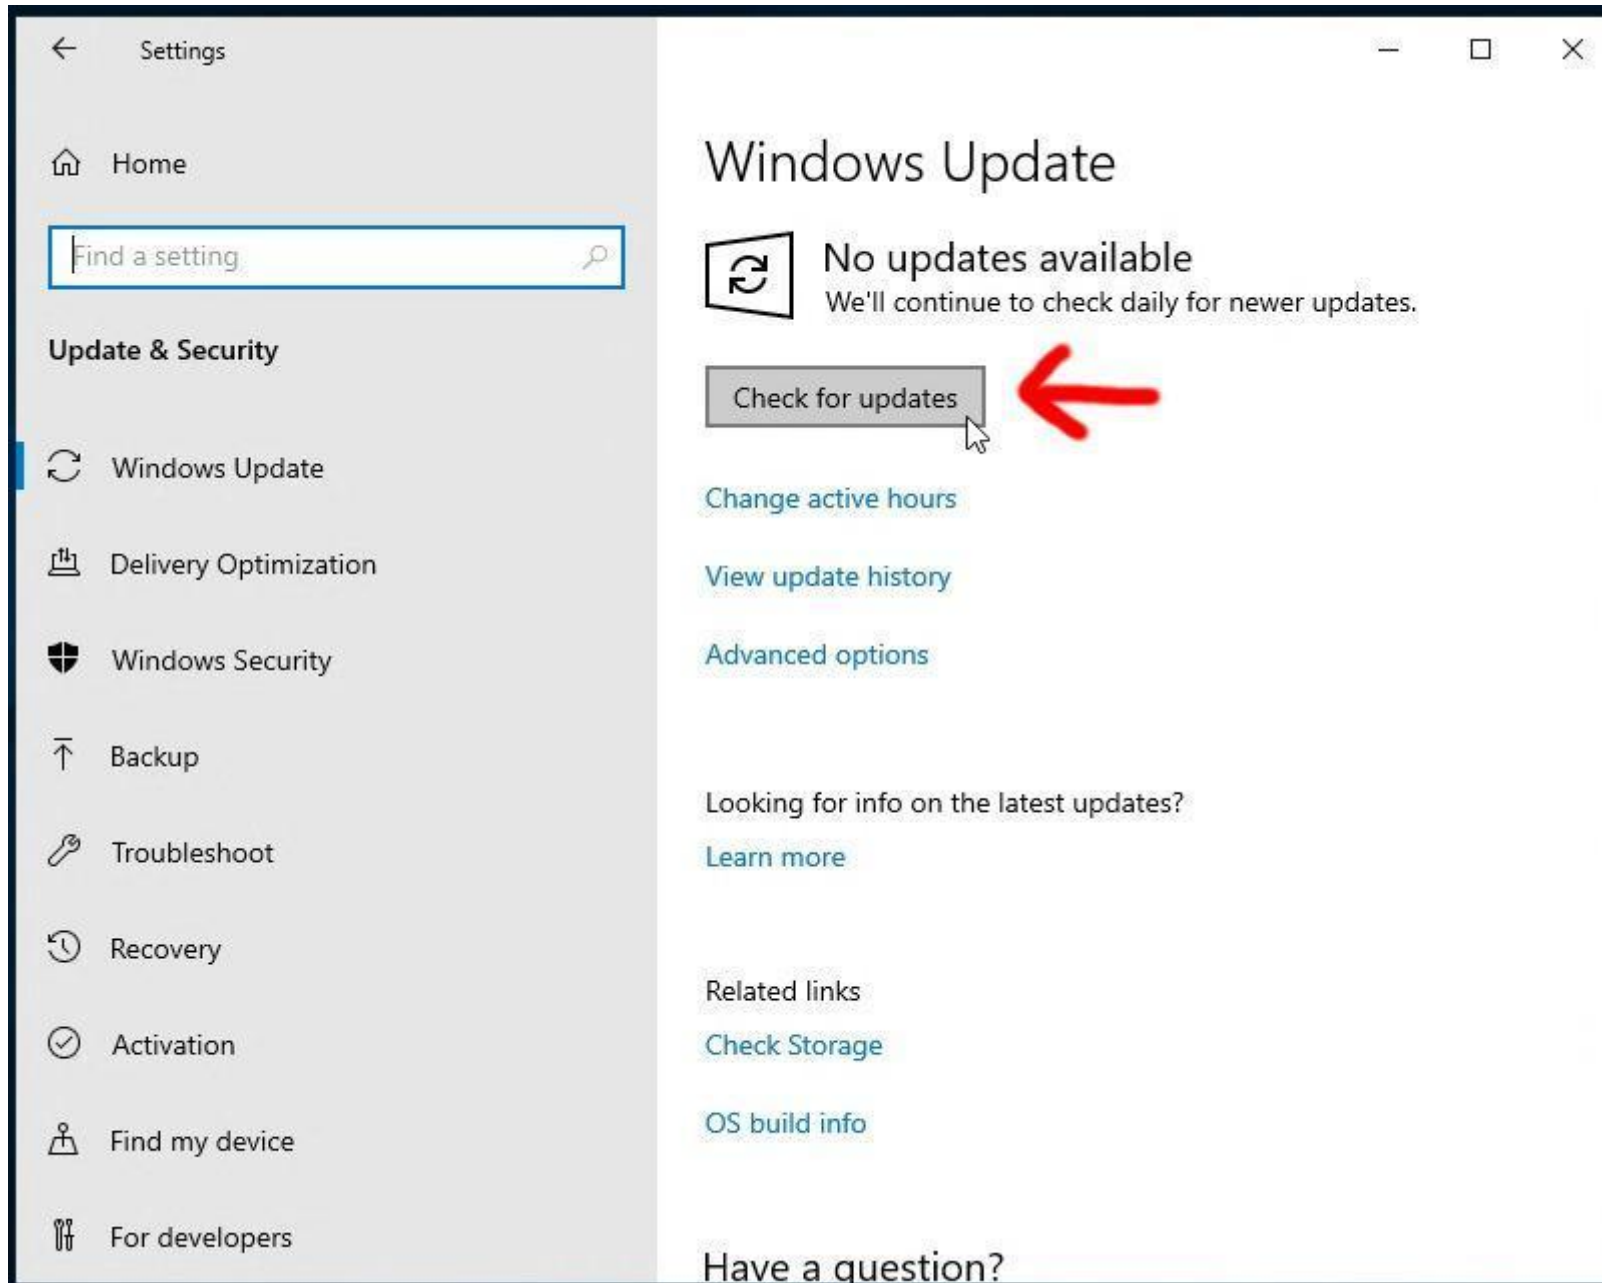 Settings
Home
Find a setting
Update & Security
Windows Update
Delivery Optimization
Windows Security
Backup
Troubleshoot
Recovery
Activation
Find my device
For developers
Windows Update
No updates available
We'll continue to check daily for newer updates.
Check for updates
Change active hours
View update history
Advanced options
Looking for info on the latest updates?
Learn more
Related links
Check Storage
OS build info
Have a question?